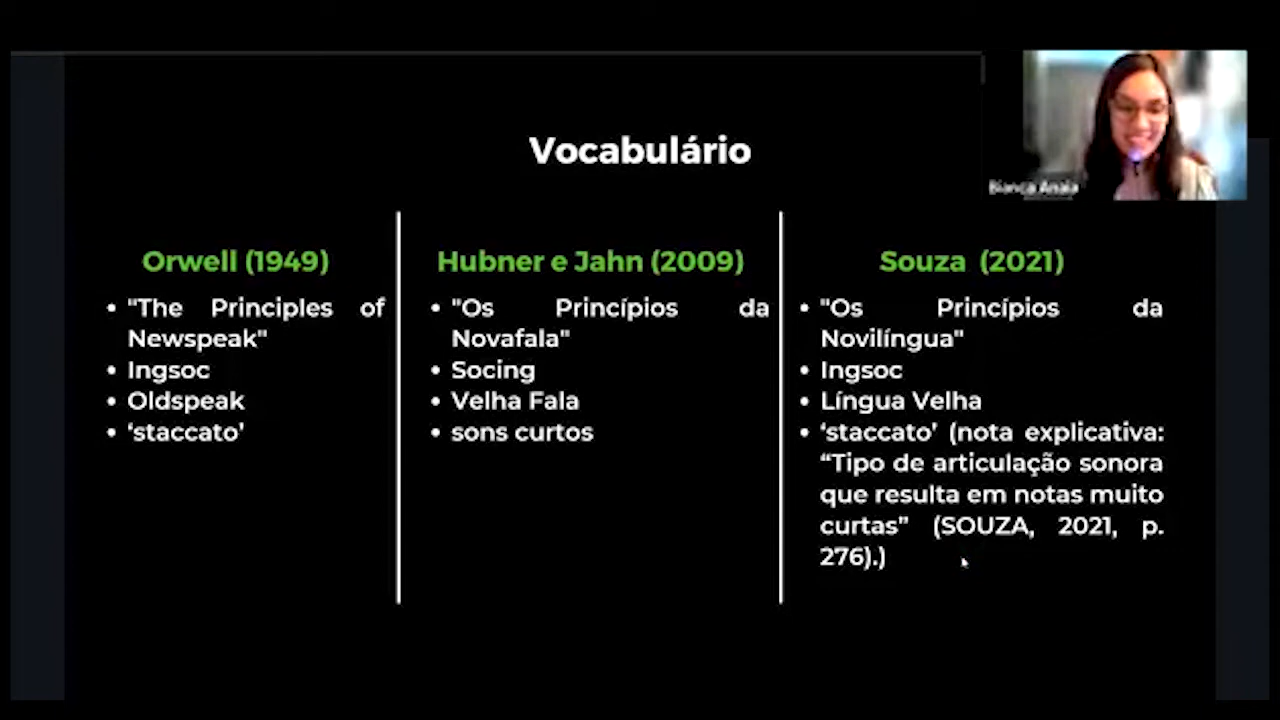 Vocabulário
Bianca Anaia
Orwell (1949)
• "The Principles of
Newspeak"
• Ingsoc
• Oldspeak
• ‘staccato’
Hubner e Jahn (2009)
• "Os Princípios da
Novafala"
• Socing
• Velha Fala
• sons curtos
Souza (2021)
• "Os Princípios da
Novilíngua"
• Ingsoc
• Língua Velha
• ‘staccato’ (nota explicativa:
“Tipo de articulação sonora
que resulta em notas muito
curtas” (SOUZA, 2021, p.
276).)